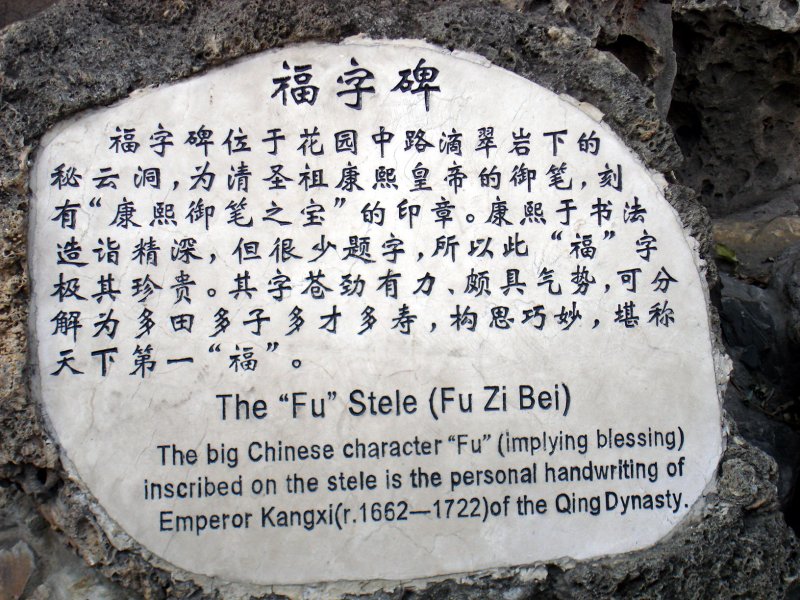 福字碑
福字碑位于花园中路滴翠岩下的
秘云洞，为清圣祖康熙皇帝的御笔，刻
有“康熙御笔之宝”的印章。康熙于书法
造诣精深，但很少题字，所以此“福”字
极其珍贵。其字苍劲有力、颇具气势，可分
解为多田多子多才多寿，构思巧妙，堪称
天下第一“福”。
The “Fu” Stele (Fu Zi Bei)
The big Chinese character “Fu” (implying blessing)
inscribed on the stele is the personal handwriting of
Emperor Kangxi(r.1662—1722)of the Qing Dynasty.